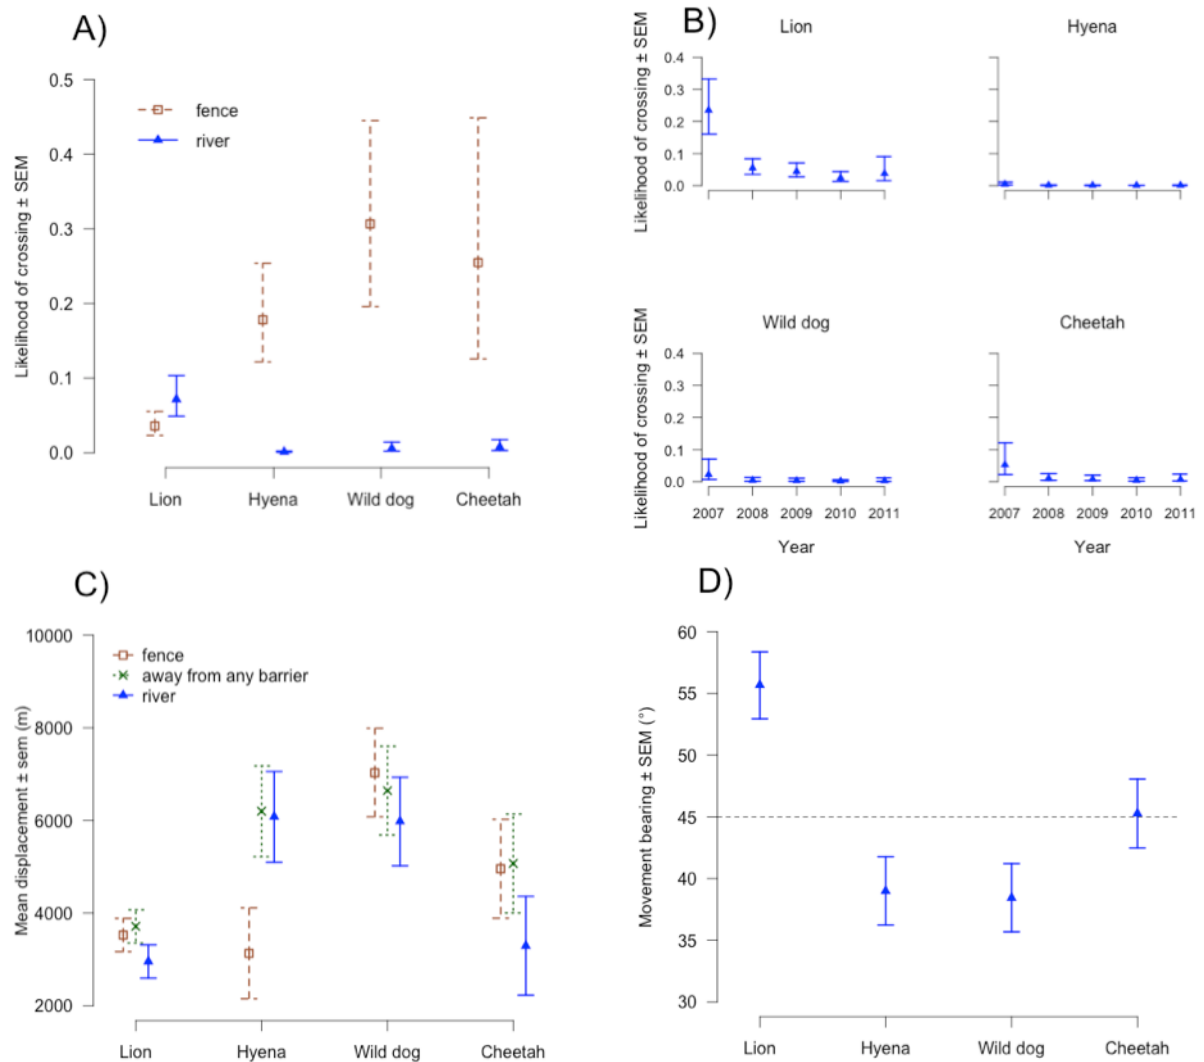 A)
Likelihood of crossing ± SEM
0.5
0.4
0.3
0.2
0.1
0.0
fence
river
Lion Hyena Wild dog Cheetah
B)
Lion Hyena
Likelihood of crossing ± SEM
0.4
0.3
0.2
0.1
0.0
Wild dog Cheetah
Likelihood of crossing ± SEM
0.4
0.3
0.2
0.1
0.0
2007 2008 2009 2010 2011 2007 2008 2009 2010 2011
Year Year
C)
Mean displacement ± sem (m)
10000
8000
6000
4000
2000
fence
away from any barrier
river
Lion Hyena Wild dog Cheetah
D)
Movement bearing ± SEM (°)
60
55
50
45
40
35
30
Lion Hyena Wild dog Cheetah